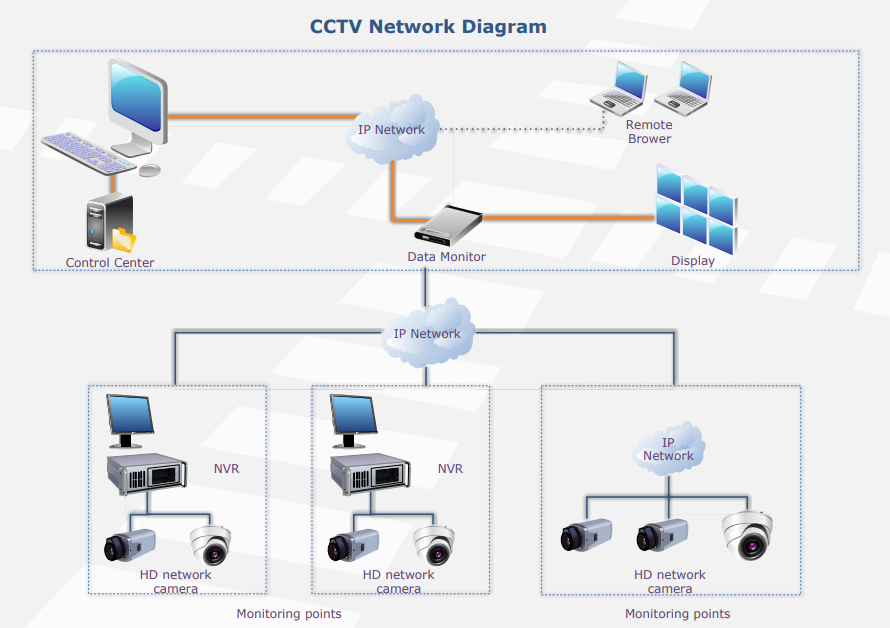 CCTV Network Diagram
IP Network
Remote
Brower
Control Center
Data Monitor
Display
IP Network
NVR
NVR
IP
Network
HD network
camera
HD network
camera
HD network
camera
Monitoring points
Monitoring points